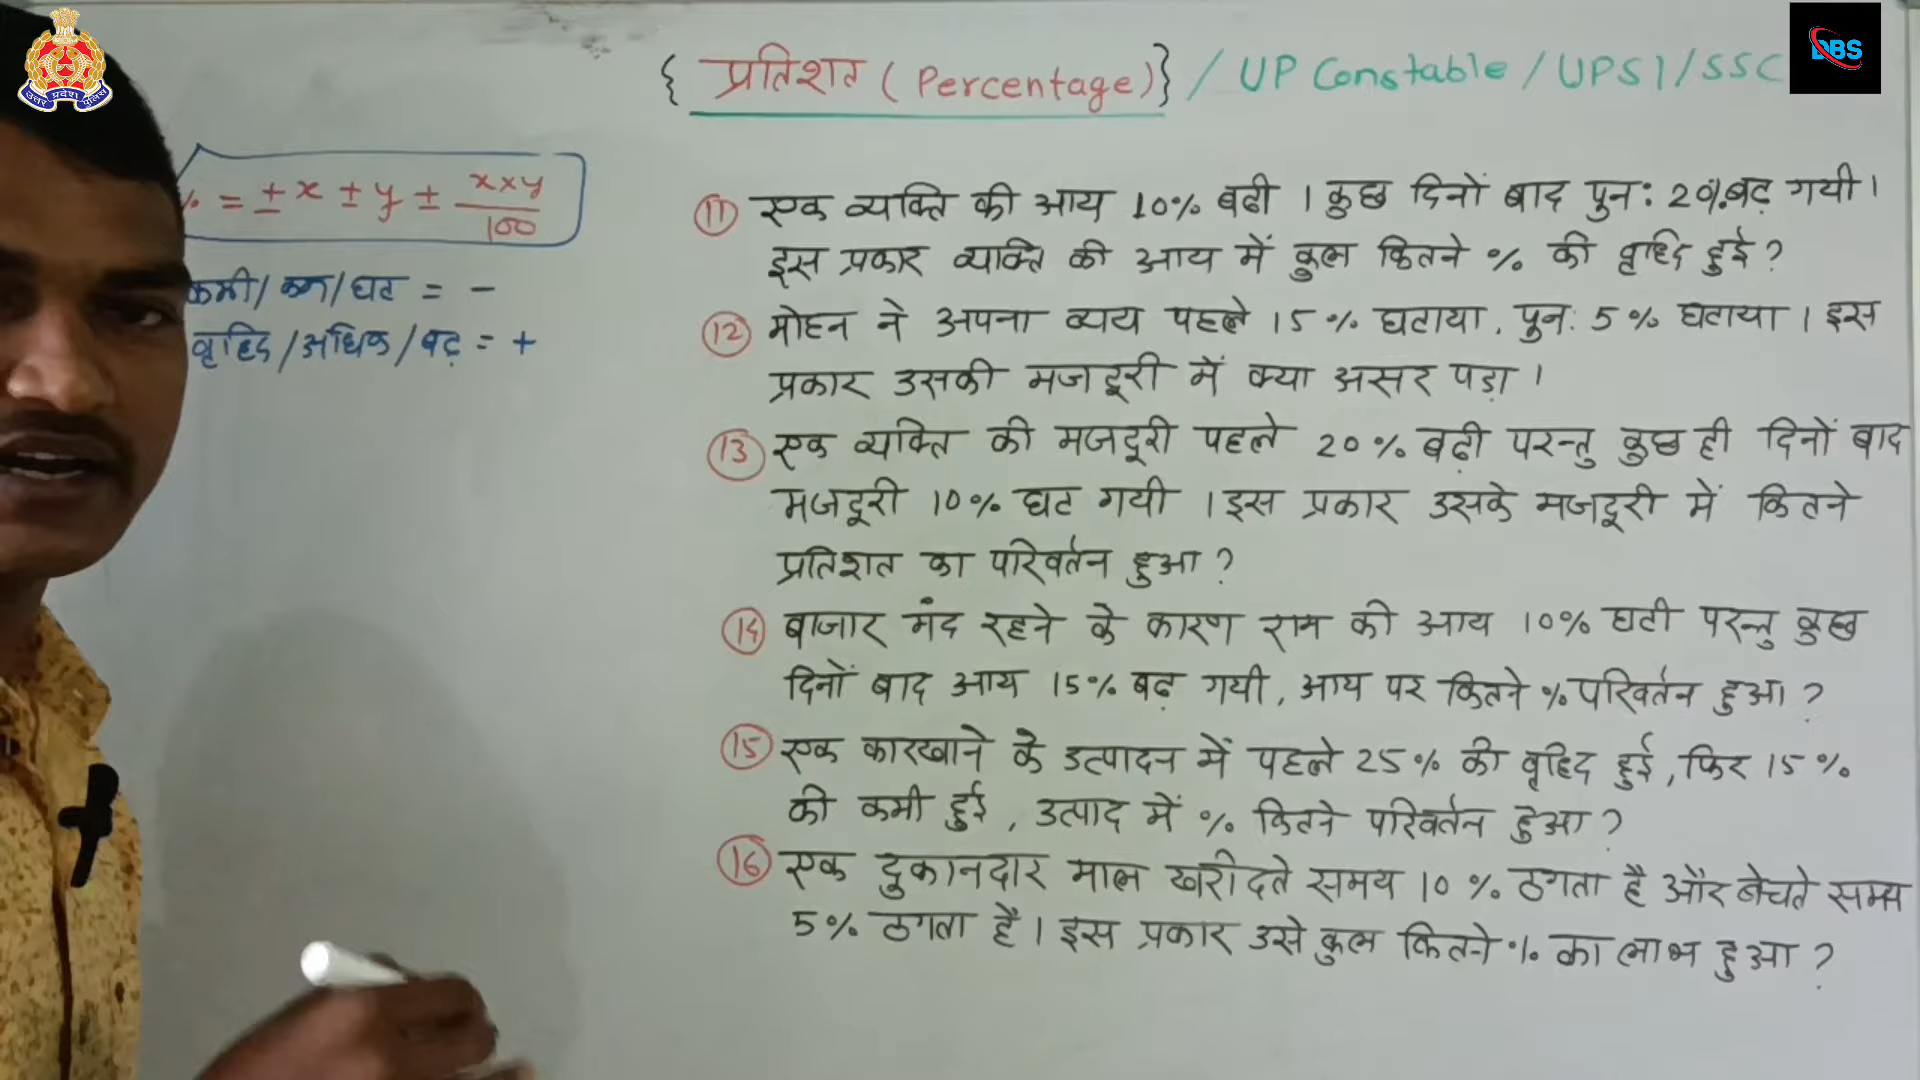 उत्तर प्रदेश पुलिस
DBS
{ प्रतिशत ( Percentage )} / UP Constable / UPSI / SSC
% = ± x ± y ± x×y/100
कमी / कम / घट = -
वृद्धि / अधिक / बढ़ = +
11 एक व्यक्ति की आय 10% बढी । कुछ दिनों बाद पुन: 20% बढ़ गयी।
इस प्रकार व्यक्ति की आय में कुल कितने % की वृद्धि हुई ?
12 मोहन ने अपना व्यय पहले 15% घटाया, पुन: 5% घटाया । इस
प्रकार उसकी मजदूरी में क्या असर पड़ा ।
13 एक व्यक्ति की मजदूरी पहले 20% बढ़ी परन्तु कुछ ही दिनों बाद
मजदूरी 10% घट गयी । इस प्रकार उसके मजदूरी में कितने
प्रतिशत का परिवर्तन हुआ ?
14 बाजार मंद रहने के कारण राम की आय 10% घटी परन्तु कुछ
दिनों बाद आय 15% बढ़ गयी, आय पर कितने % परिवर्तन हुआ ?
15 एक कारखाने के उत्पादन में पहले 25% की वृद्धि हुई, फिर 15%
की कमी हुई, उत्पाद में % कितने परिवर्तन हुआ ?
16 एक दुकानदार माल खरीदते समय 10% ठगता है और बेचते समय
5% ठगता है । इस प्रकार उसे कुल कितने % का लाभ हुआ ?